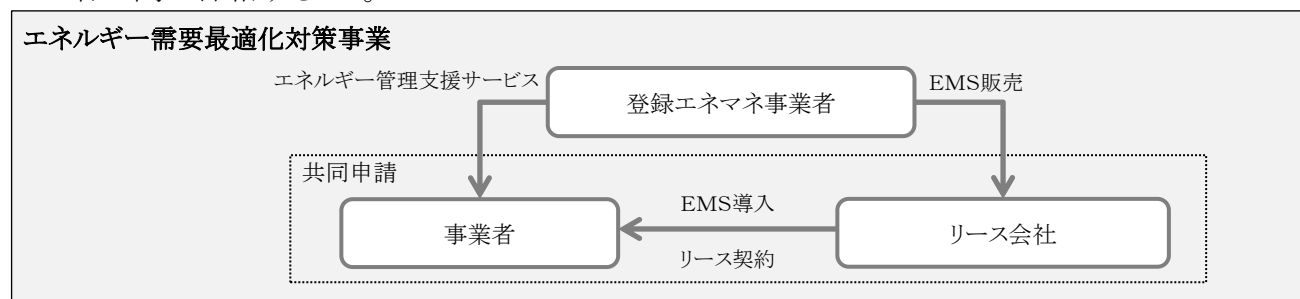 エネルギー需要最適化対策事業
エネルギー管理支援サービス
登録エネマネ事業者
EMS販売
共同申請
事業者
EMS導入
リース契約
リース会社